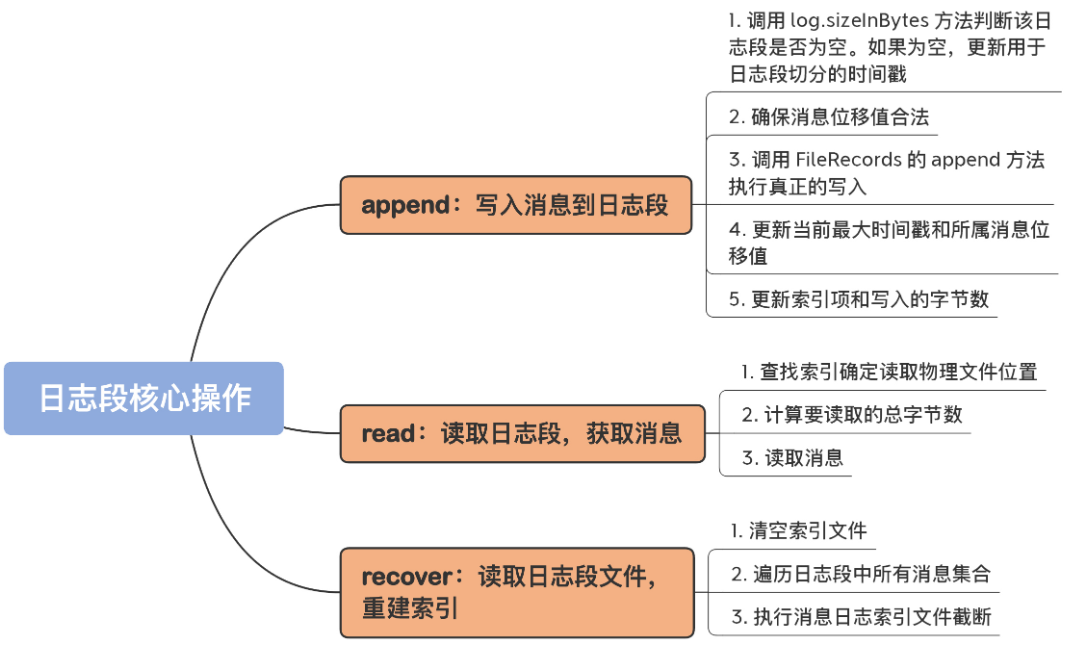 日志段核心操作
append：写入消息到日志段
1. 调用 log.sizeInBytes 方法判断该日
志段是否为空。如果为空，更新用于
日志段切分的时间戳
2. 确保消息位移值合法
3. 调用 FileRecords 的 append 方法
执行真正的写入
4. 更新当前最大时间戳和所属消息位
移值
5. 更新索引项和写入的字节数
read：读取日志段，获取消息
1. 查找索引确定读取物理文件位置
2. 计算要读取的总字节数
3. 读取消息
recover：读取日志段文件，
重建索引
1. 清空索引文件
2. 遍历日志段中所有消息集合
3. 执行消息日志索引文件截断